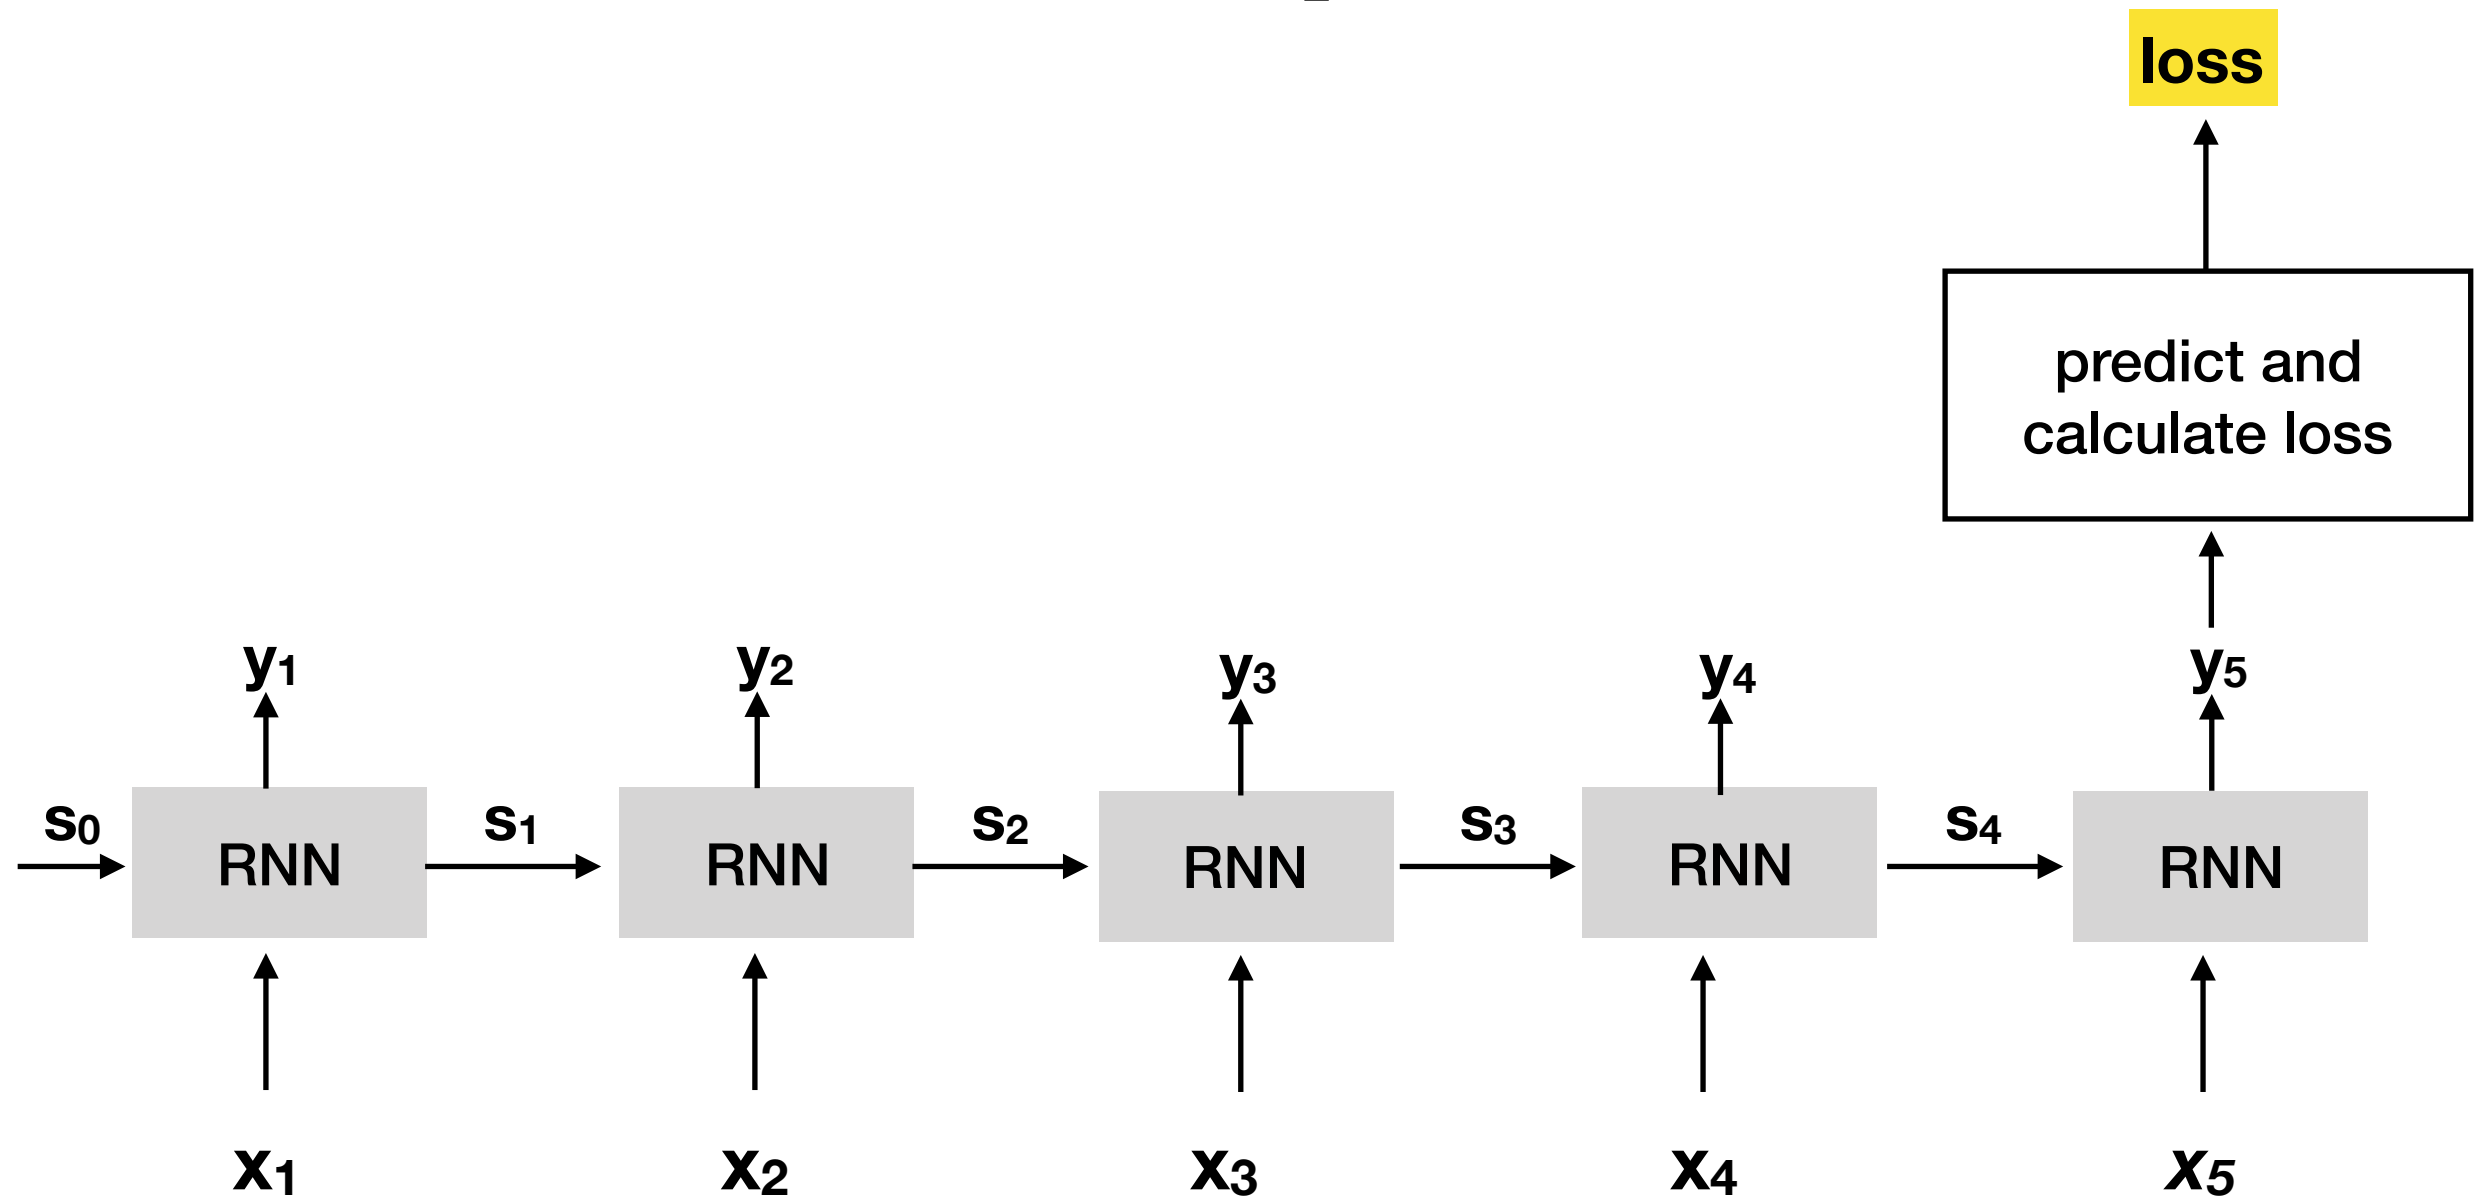 loss
predict and
calculate loss
y1 y2 y3 y4 y5
s0 s1 s2 s3 s4
RNN RNN RNN RNN RNN
x1 x2 x3 x4 x5